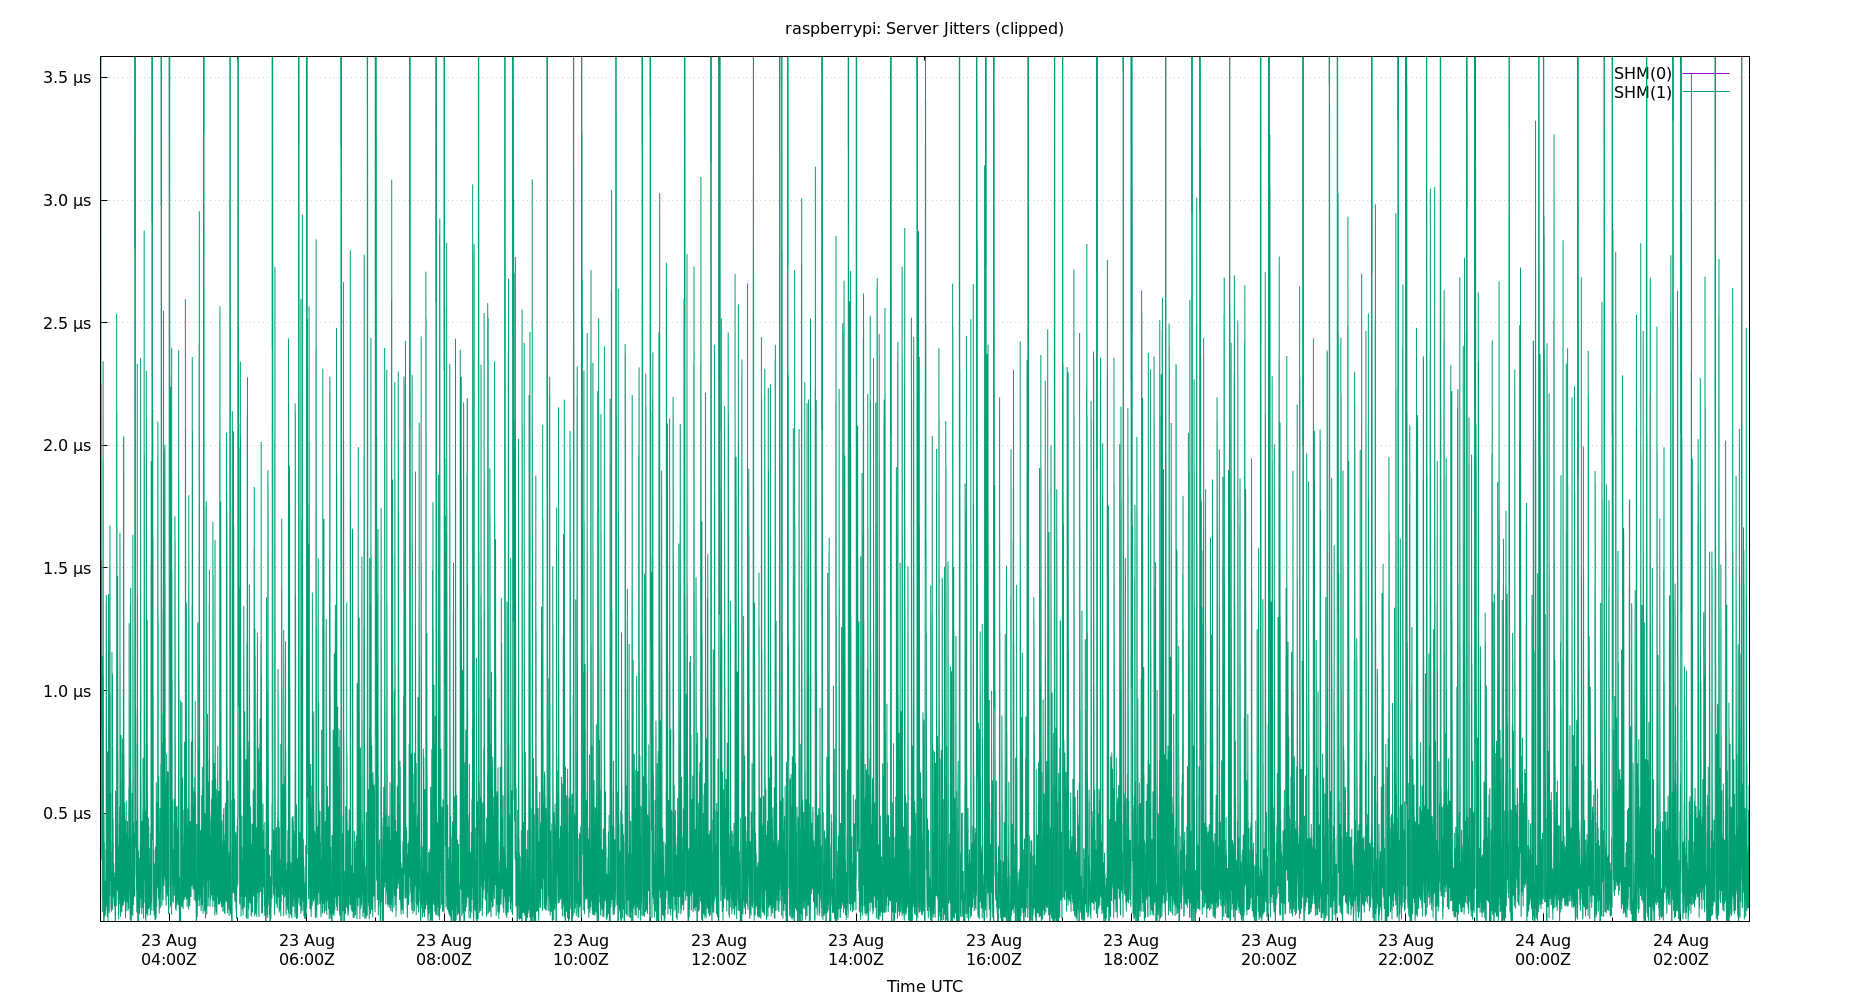 raspberrypi: Server Jitters (clipped)
SHM(0)
SHM(1)
3.5 µs
3.0 µs
2.5 µs
2.0 µs
1.5 µs
1.0 µs
0.5 µs
23 Aug 23 Aug 23 Aug 23 Aug 23 Aug 23 Aug 23 Aug 23 Aug 23 Aug 23 Aug 24 Aug 24 Aug
04:00Z 06:00Z 08:00Z 10:00Z 12:00Z 14:00Z 16:00Z 18:00Z 20:00Z 22:00Z 00:00Z 02:00Z
Time UTC